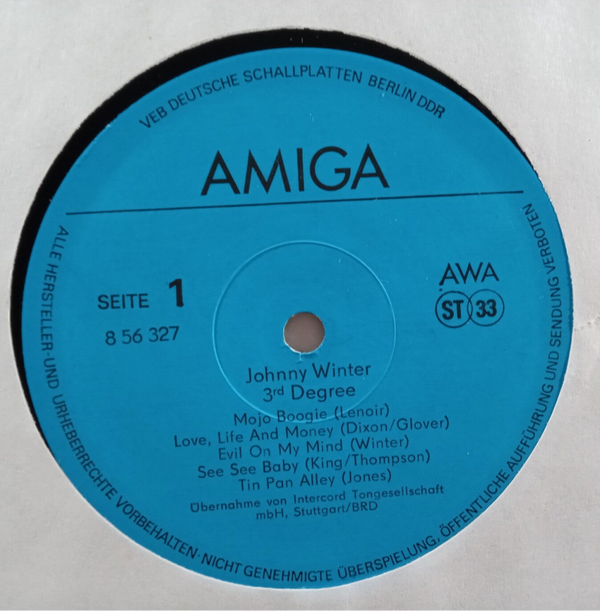 VEB DEUTSCHE SCHALLPLATTEN BERLIN DDR
AMIGA
SEITE 1
8 56 327
AWA
ST 33
Johnny Winter
3rd Degree
Mojo Boogie (Lenoir)
Love, Life And Money (Dixon/Glover)
Evil On My Mind (Winter)
See See Baby (King/Thompson)
Tin Pan Alley (Jones)
Übernahme von Intercord Tongesellschaft
mbH, Stuttgart/BRD
ALLE HERSTELLER-UND URHEBERRECHTE VORBEHALTEN·NICHT GENEHMIGTE ÜBERSPIELUNG, ÖFFENTLICHE AUFFÜHRUNG UND SENDUNG VERBOTEN